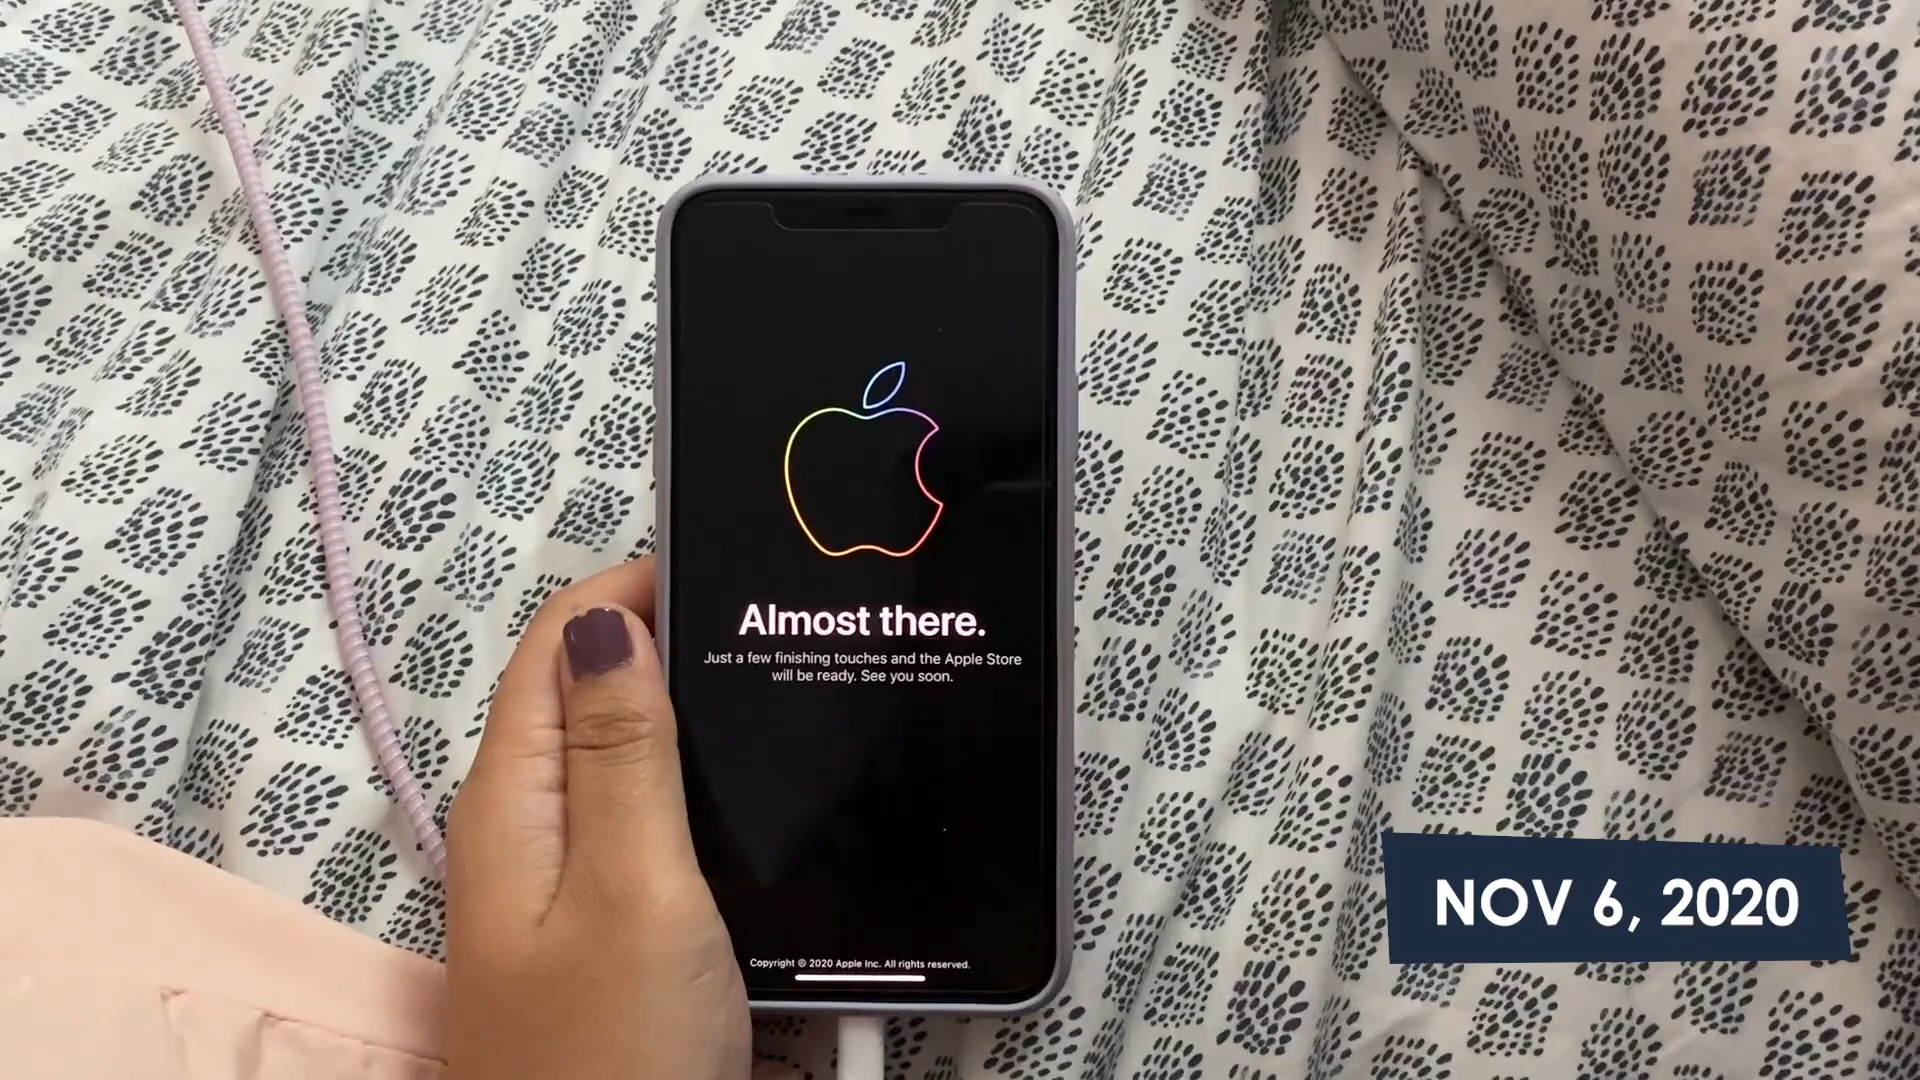 Almost there.
Just a few finishing touches and the Apple Store
will be ready. See you soon.
Copyright © 2020 Apple Inc. All rights reserved.
NOV 6, 2020